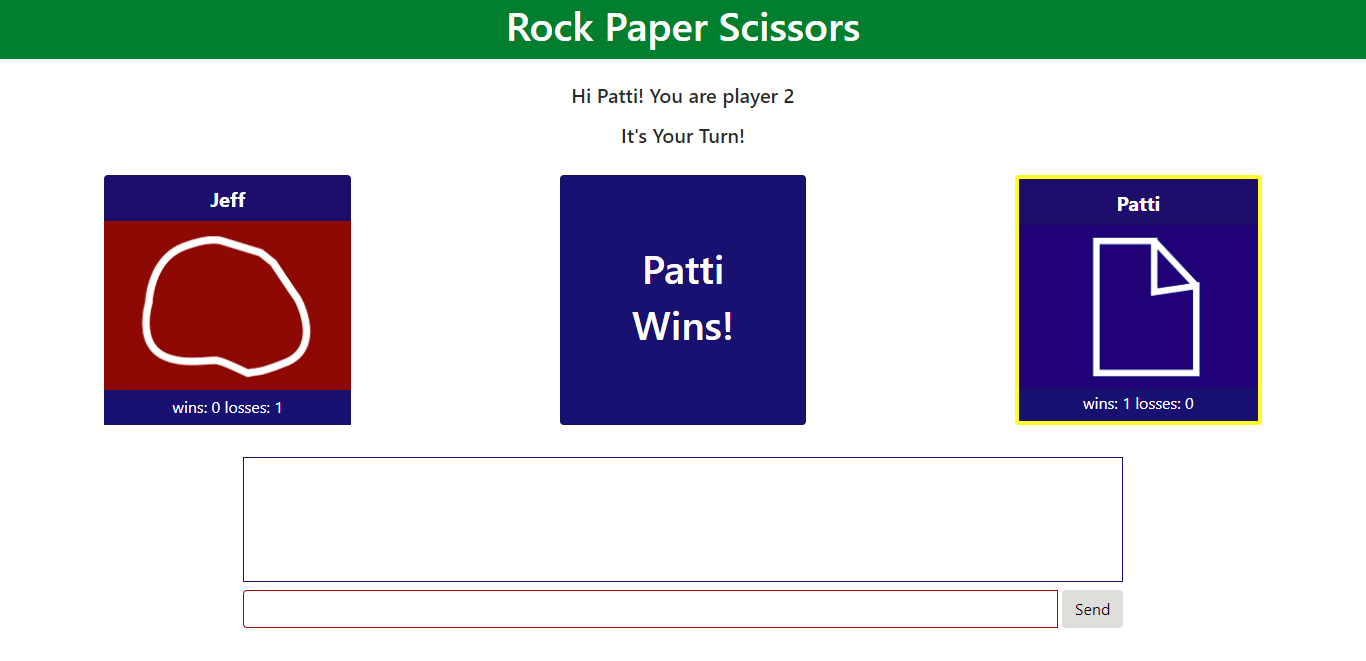 Rock Paper Scissors
Hi Patti! You are player 2
It's Your Turn!
Jeff
wins: 0 losses: 1
Patti
Wins!
Patti
wins: 1 losses: 0
Send